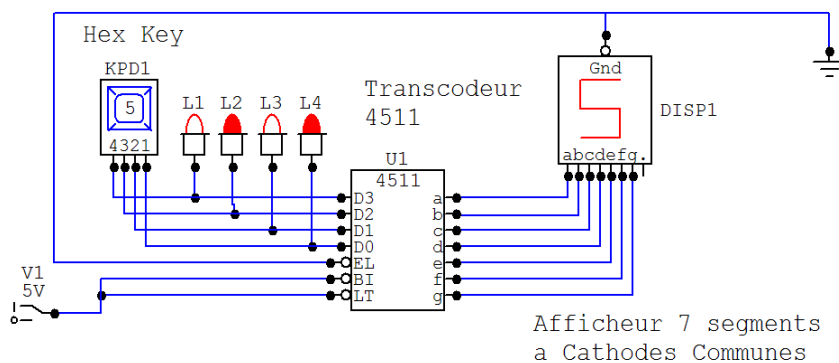 Hex Key
KPD1
5
4321
L1 L2 L3 L4
Transcodeur
4511
Gnd
DISP1
abcdefg.
U1
4511
D3 a
D2 b
D1 c
D0 d
EL e
BI f
LT g
V1
5V
Afficheur 7 segments
a Cathodes Communes